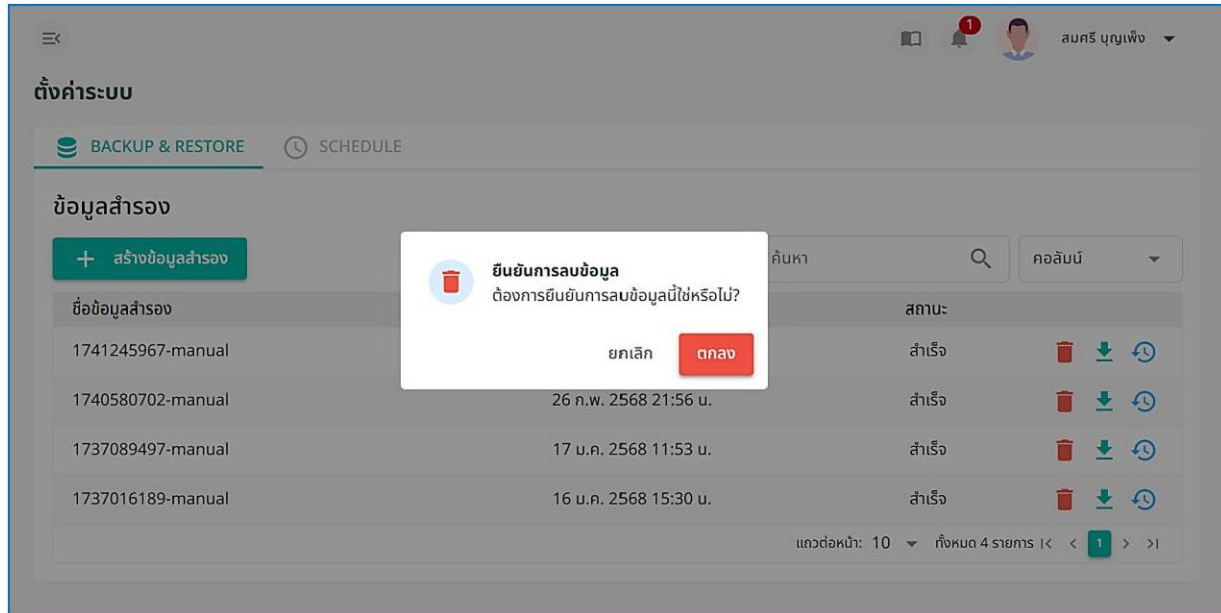 1
สมศรี บุญเพ็ง
ตั้งค่าระบบ
BACKUP & RESTORE SCHEDULE
ข้อมูลสำรอง
+ สร้างข้อมูลสำรอง
ค้นหา
คอลัมน์
ยืนยันการลบข้อมูล
ต้องการยืนยันการลบข้อมูลนี้ใช่หรือไม่?
ยกเลิก ตกลง
ชื่อข้อมูลสำรอง สถานะ
1741245967-manual สำเร็จ
1740580702-manual 26 ก.พ. 2568 21:56 น. สำเร็จ
1737089497-manual 17 ม.ค. 2568 11:53 น. สำเร็จ
1737016189-manual 16 ม.ค. 2568 15:30 น. สำเร็จ
แถวต่อหน้า: 10 ทั้งหมด 4 รายการ |< < 1 > >|